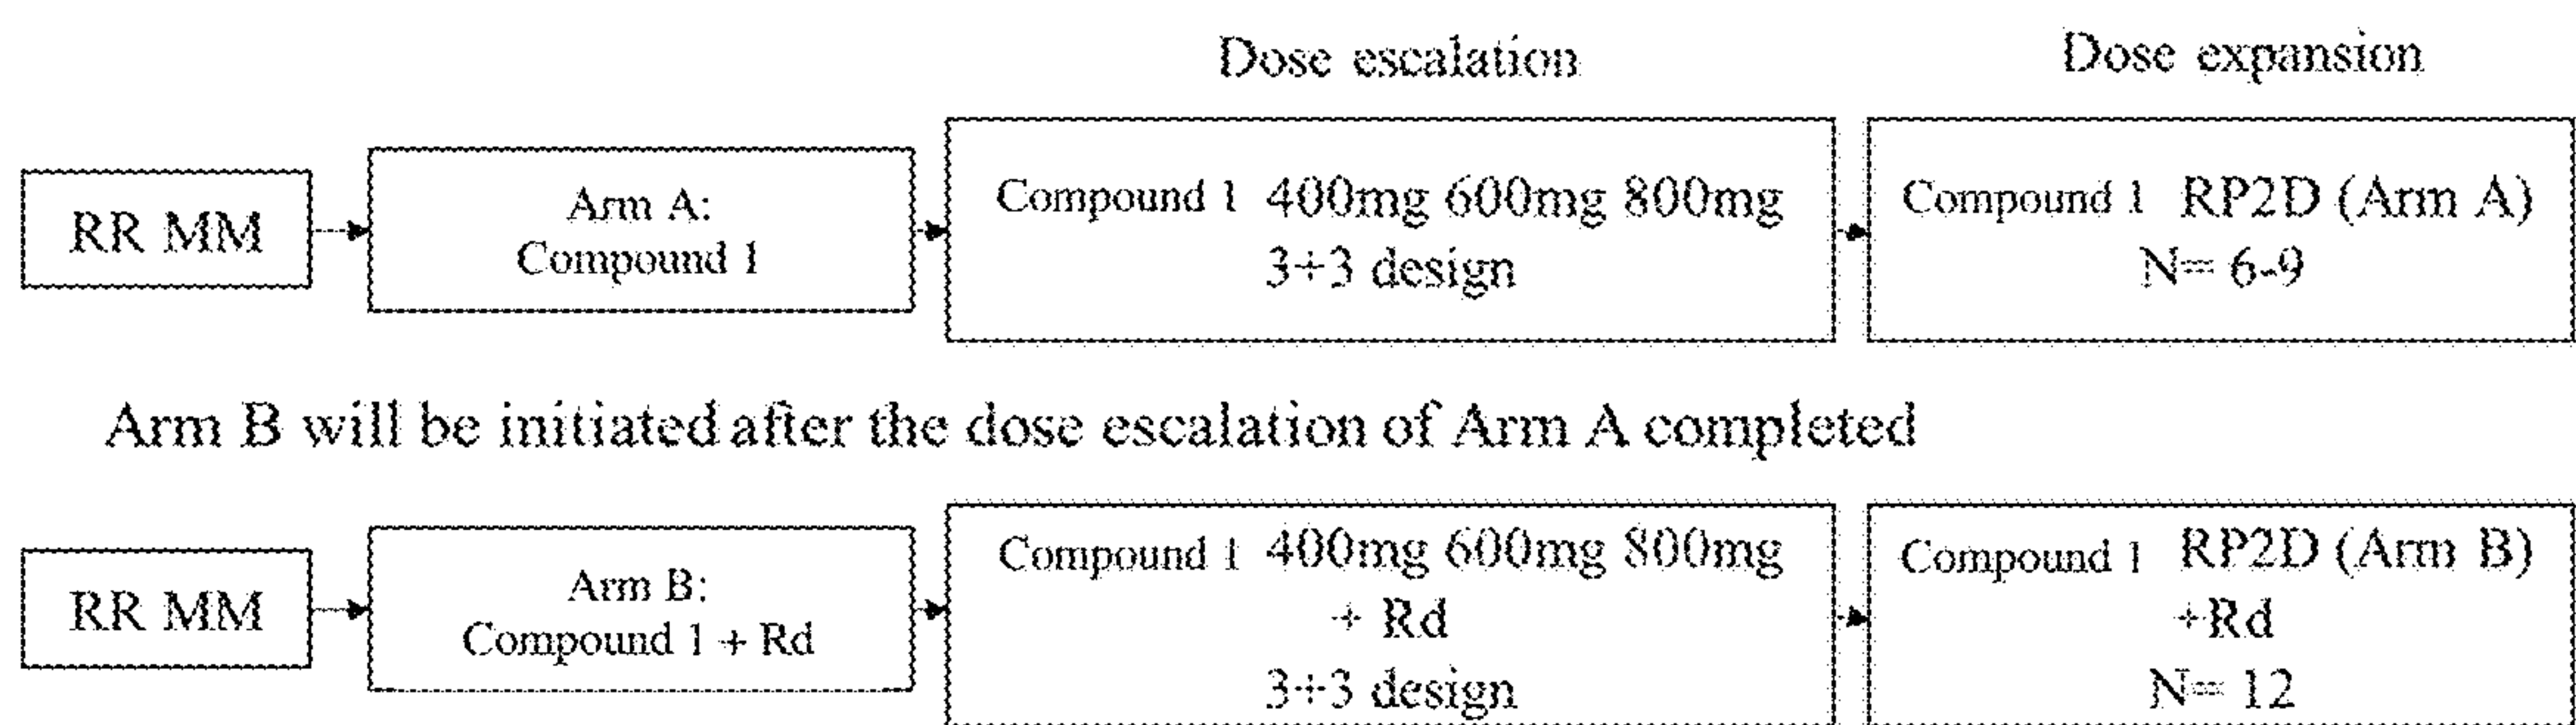 Dose escalation
Dose expansion
RR MM
Arm A:
Compound 1
Compound 1 400mg 600mg 800mg
3+3 design
Compound 1 RP2D (Arm A)
N= 6-9
Arm B will be initiated after the dose escalation of Arm A completed
RR MM
Arm B:
Compound 1 + Rd
Compound 1 400mg 600mg 800mg
+ Rd
3+3 design
Compound 1 RP2D (Arm B)
+Rd
N= 12